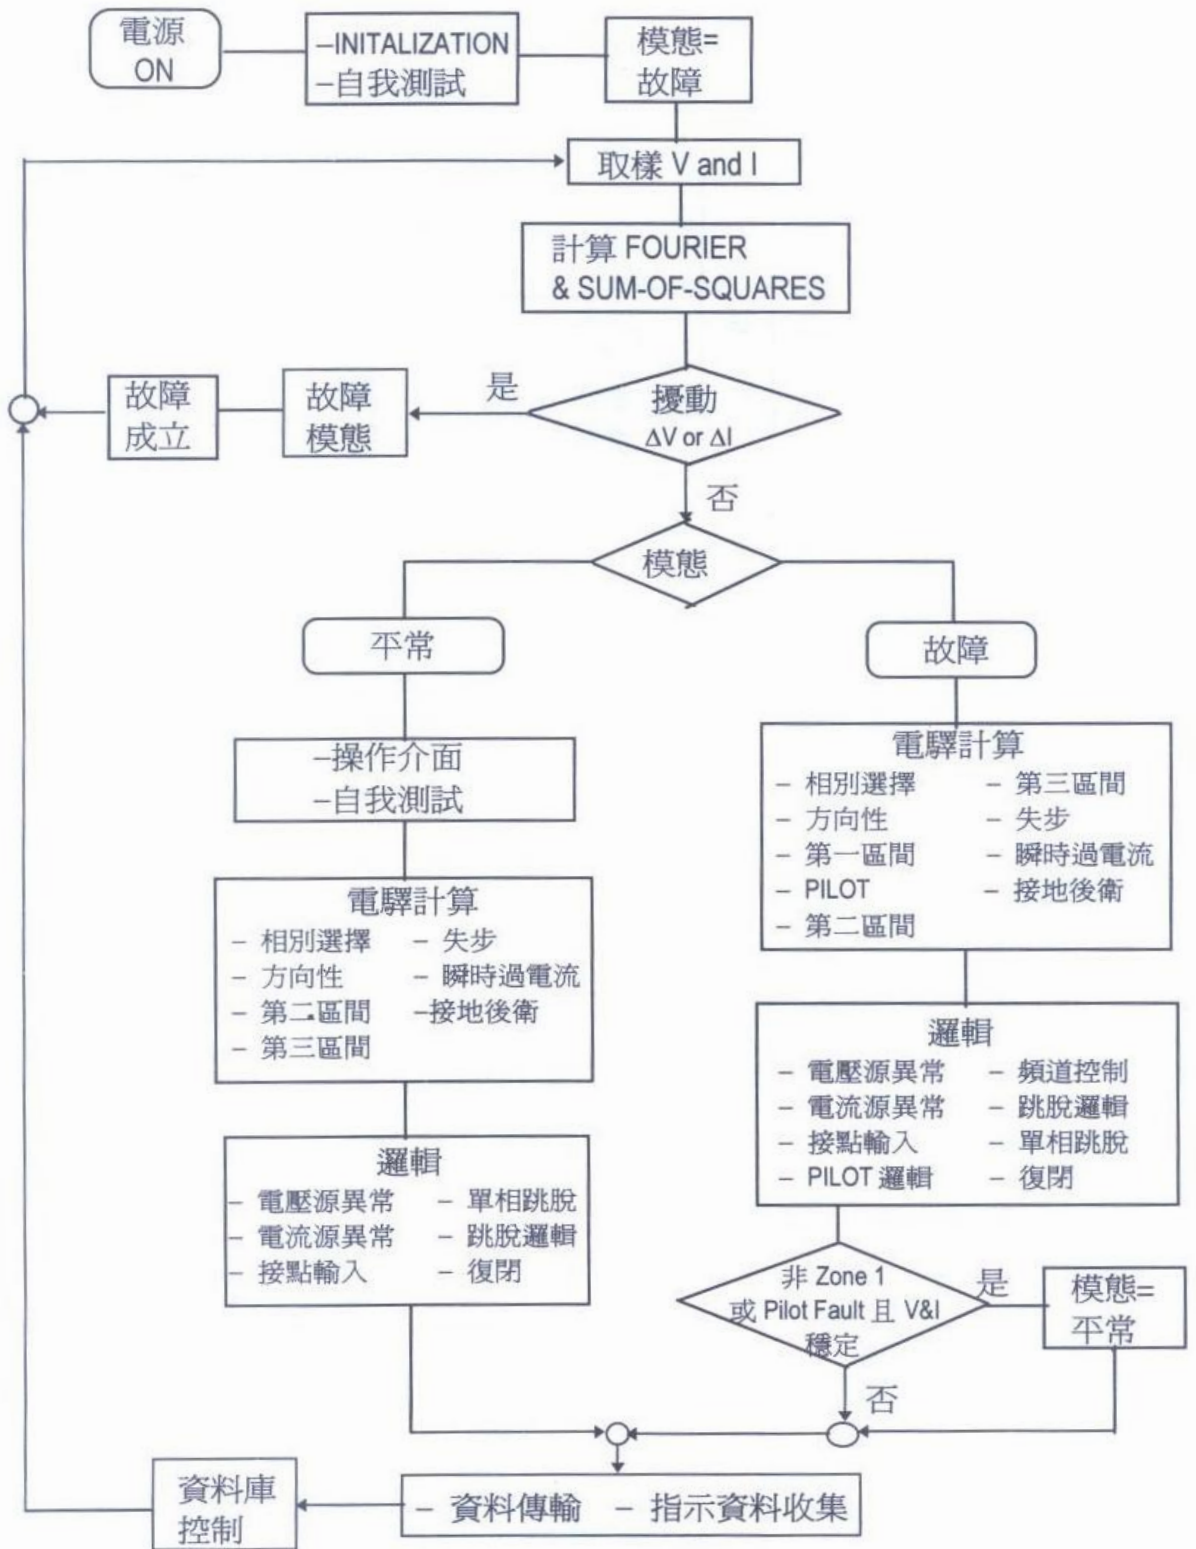 電源
ON
–INITALIZATION
–自我測試
模態=
故障
取樣 V and I
計算 FOURIER
& SUM-OF-SQUARES
擾動
ΔV or ΔI
是
故障
模態
故障
成立
否
模態
平常
故障
–操作介面
–自我測試
電驛計算
– 相別選擇 – 失步
– 方向性 – 瞬時過電流
– 第二區間 –接地後衛
– 第三區間
邏輯
– 電壓源異常 – 單相跳脫
– 電流源異常 – 跳脫邏輯
– 接點輸入 – 復閉
電驛計算
– 相別選擇 – 第三區間
– 方向性 – 失步
– 第一區間 – 瞬時過電流
– PILOT – 接地後衛
– 第二區間
邏輯
– 電壓源異常 – 頻道控制
– 電流源異常 – 跳脫邏輯
– 接點輸入 – 單相跳脫
– PILOT 邏輯 – 復閉
非 Zone 1
或 Pilot Fault 且 V&I
穩定
是
模態=
平常
否
– 資料傳輸 – 指示資料收集
資料庫
控制